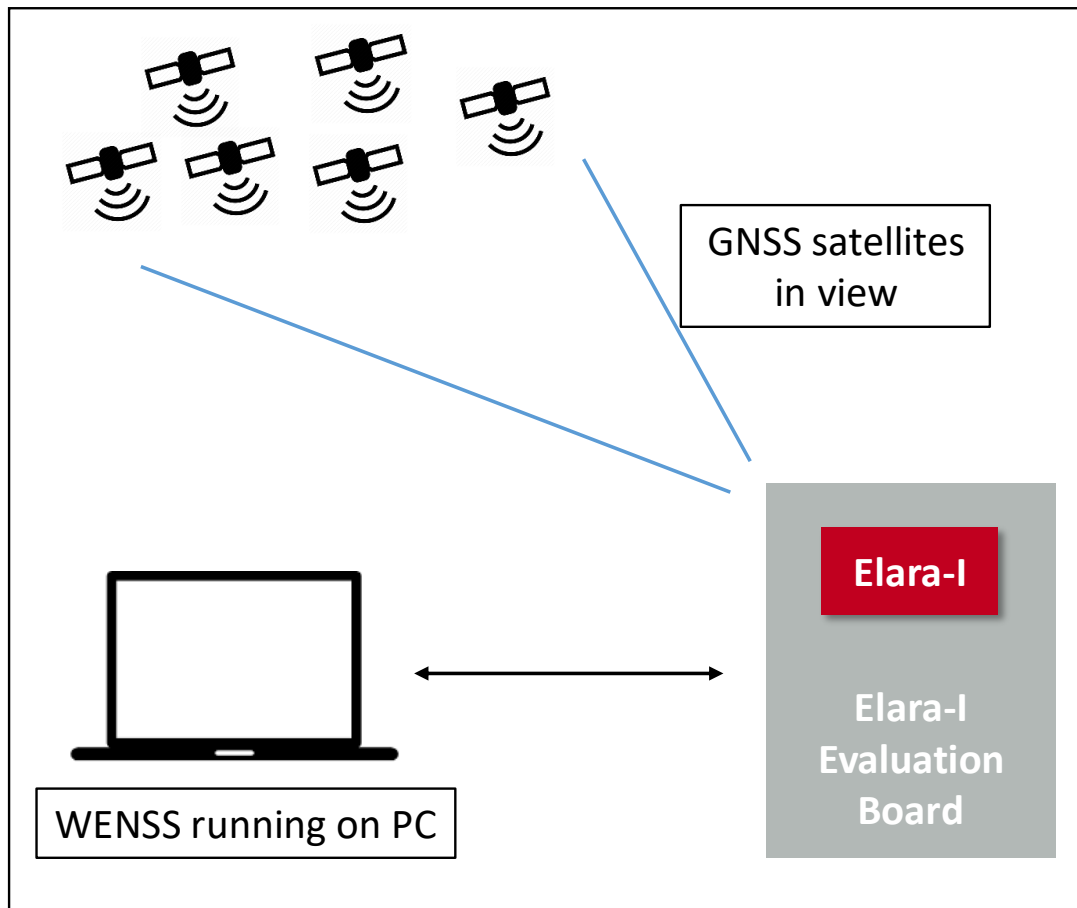 GNSS satellites
in view
Elara-I
Elara-I
Evaluation
Board
WENSS running on PC